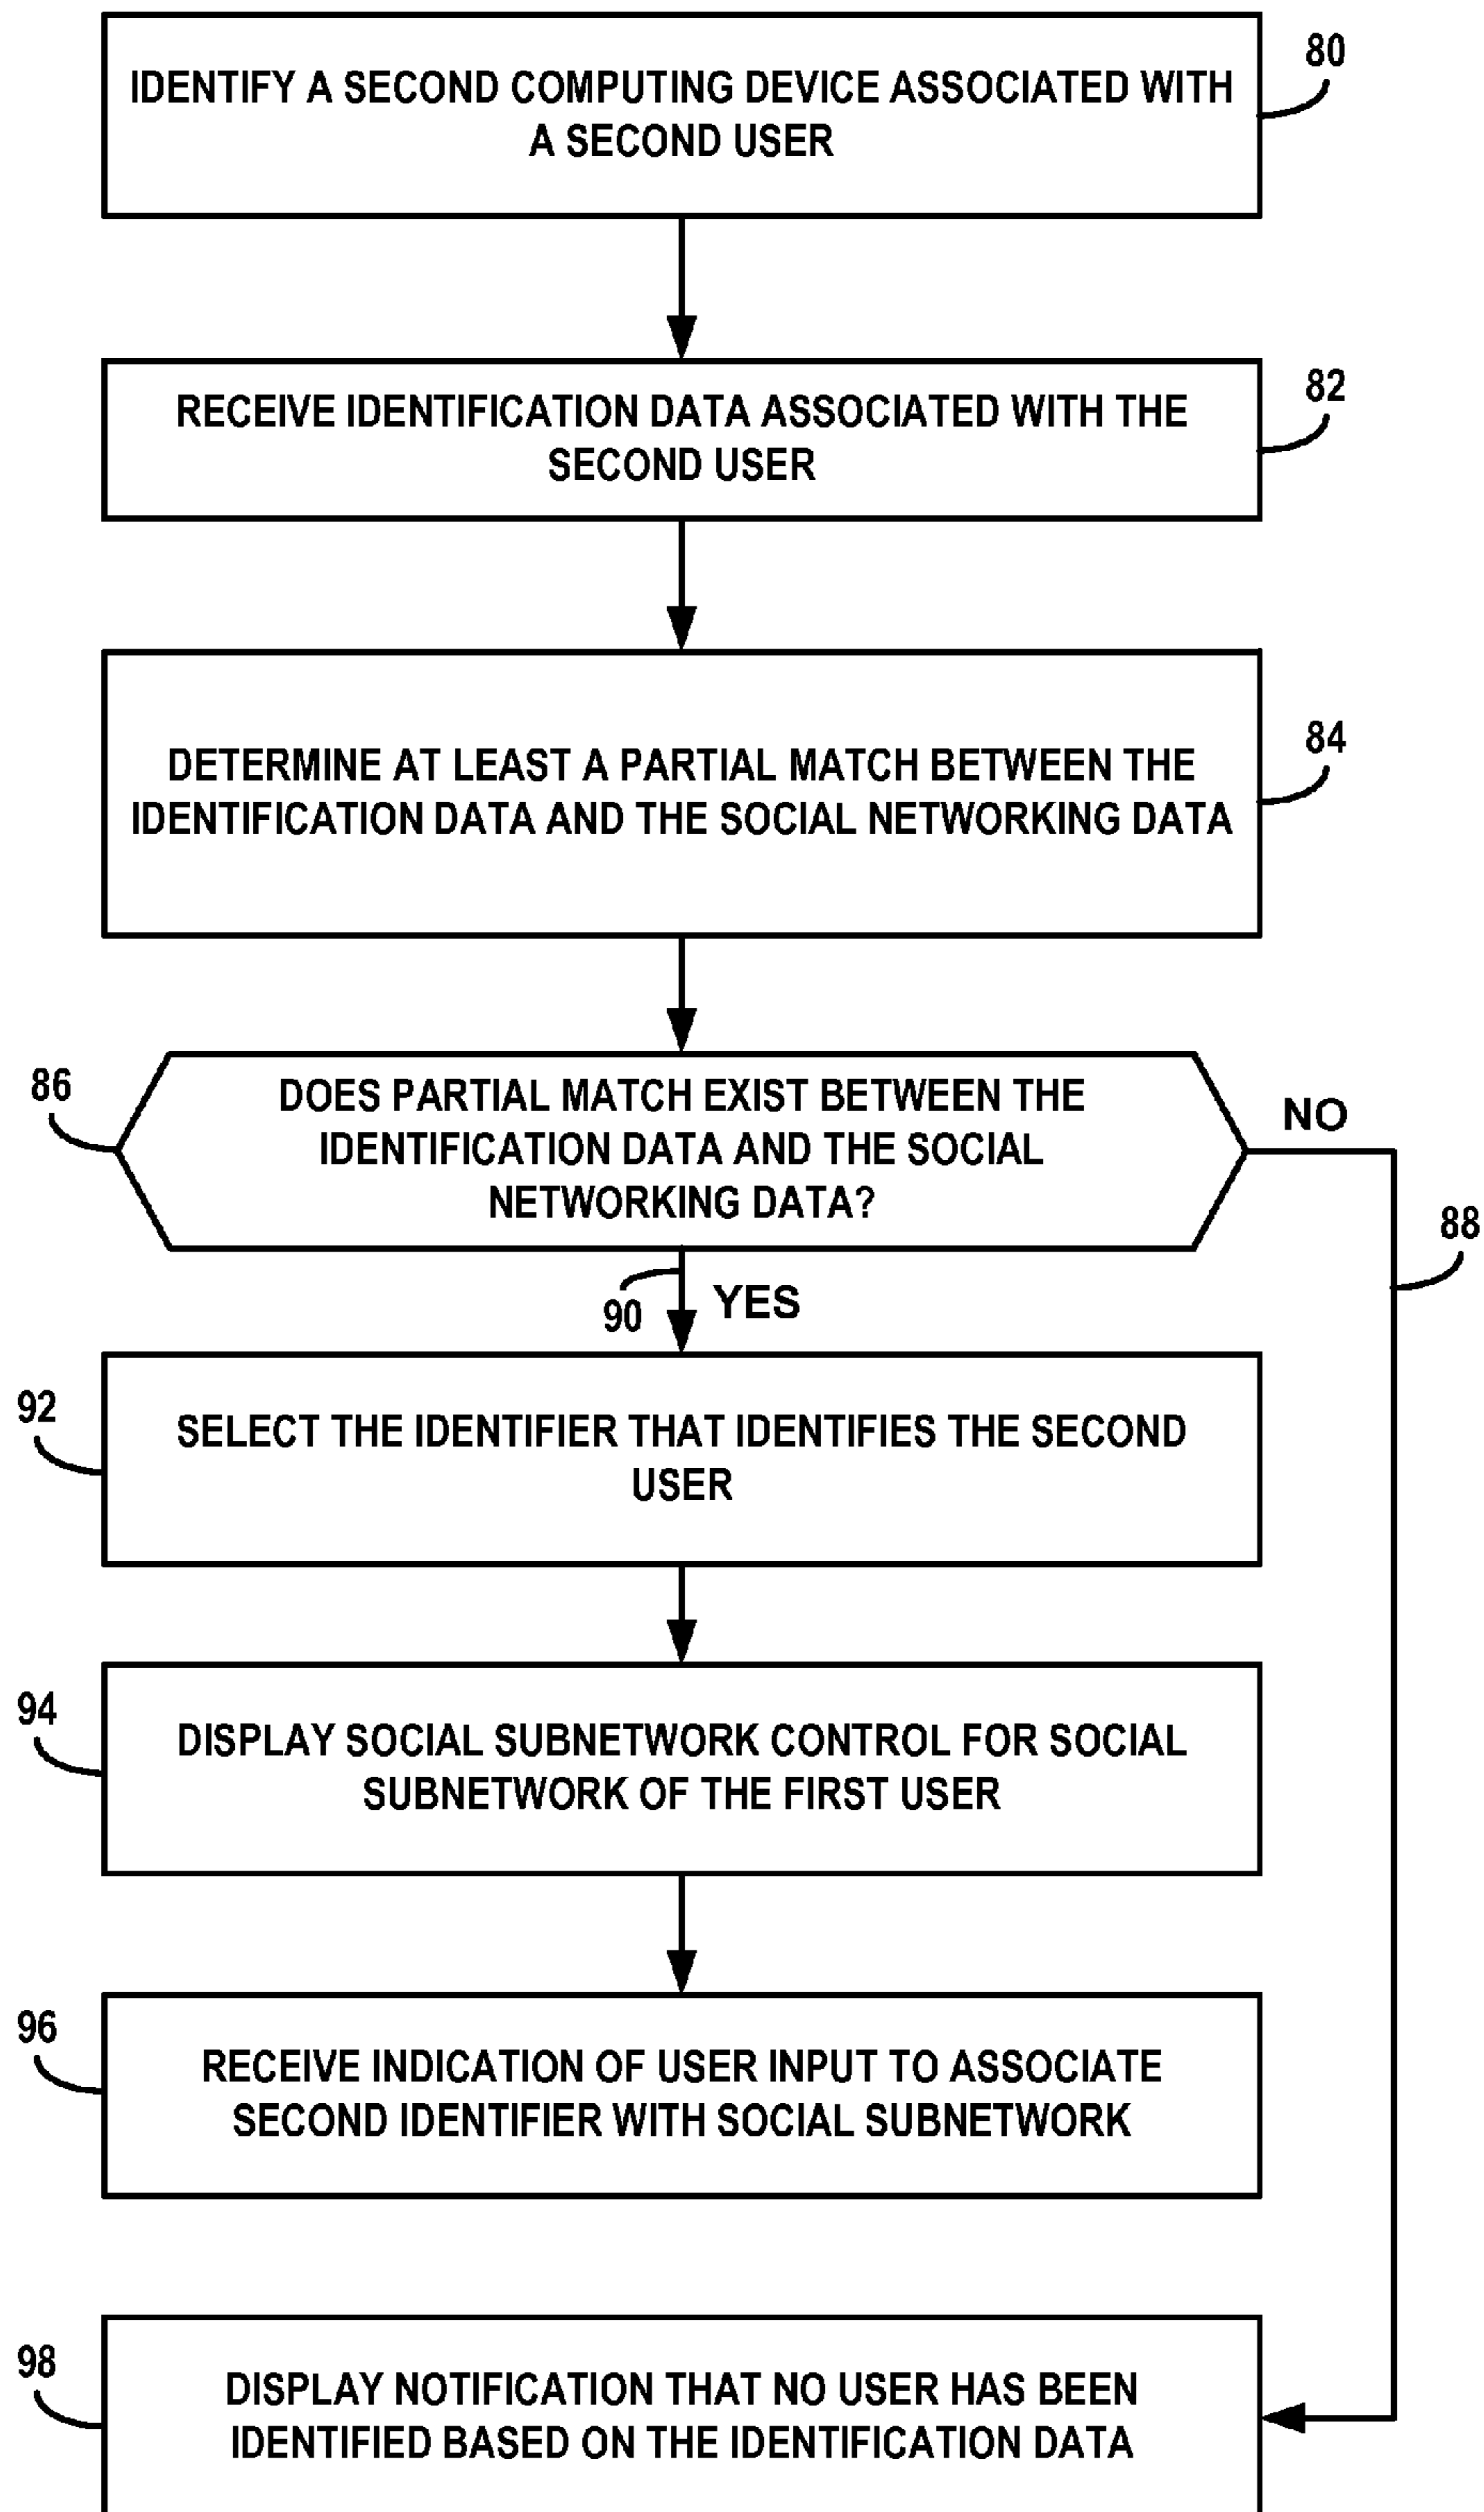 80
IDENTIFY A SECOND COMPUTING DEVICE ASSOCIATED WITH
A SECOND USER
82
RECEIVE IDENTIFICATION DATA ASSOCIATED WITH THE
SECOND USER
84
DETERMINE AT LEAST A PARTIAL MATCH BETWEEN THE
IDENTIFICATION DATA AND THE SOCIAL NETWORKING DATA
86
DOES PARTIAL MATCH EXIST BETWEEN THE
IDENTIFICATION DATA AND THE SOCIAL
NETWORKING DATA?
NO
88
90
YES
92
SELECT THE IDENTIFIER THAT IDENTIFIES THE SECOND
USER
94
DISPLAY SOCIAL SUBNETWORK CONTROL FOR SOCIAL
SUBNETWORK OF THE FIRST USER
96
RECEIVE INDICATION OF USER INPUT TO ASSOCIATE
SECOND IDENTIFIER WITH SOCIAL SUBNETWORK
98
DISPLAY NOTIFICATION THAT NO USER HAS BEEN
IDENTIFIED BASED ON THE IDENTIFICATION DATA